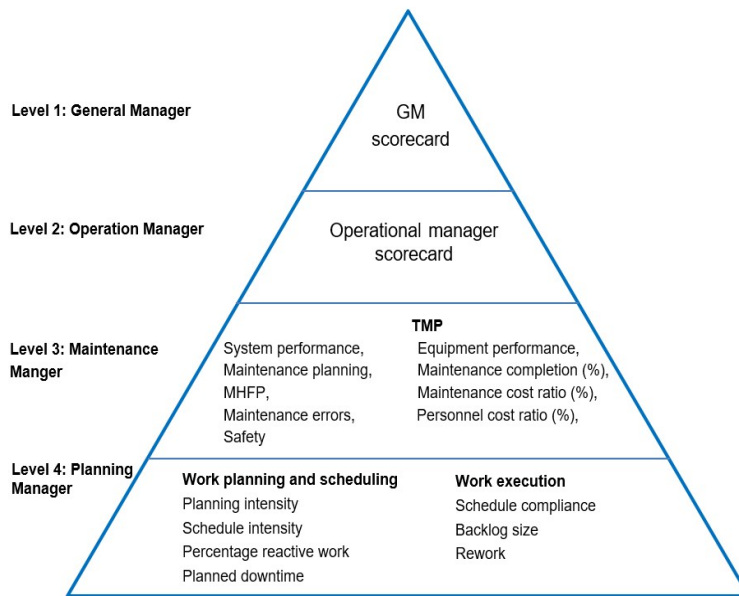 Level 1: General Manager
GM
scorecard
Level 2: Operation Manager
Operational manager
scorecard
Level 3: Maintenance
Manger
TMP
System performance,
Maintenance planning,
MHFP,
Maintenance errors,
Safety
Equipment performance,
Maintenance completion (%),
Maintenance cost ratio (%),
Personnel cost ratio (%),
Level 4: Planning
Manager
Work planning and scheduling
Planning intensity
Schedule intensity
Percentage reactive work
Planned downtime
Work execution
Schedule compliance
Backlog size
Rework